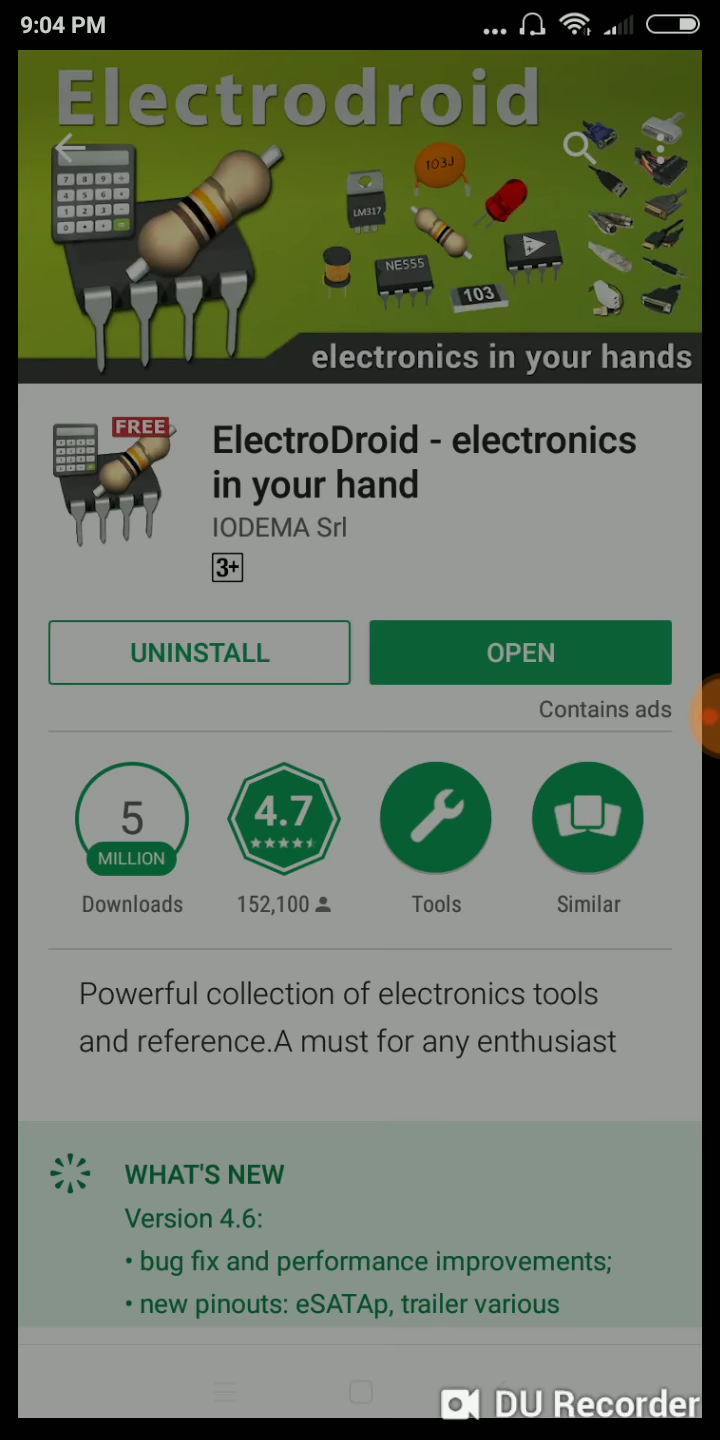 9:04 PM
Electrodroid
103J
LM317
NE555
103
electronics in your hands
FREE
ElectroDroid - electronics
in your hand
IODEMA Srl
3+
UNINSTALL
OPEN
Contains ads
5
MILLION
4.7
Downloads
152,100
Tools
Similar
Powerful collection of electronics tools
and reference.A must for any enthusiast
WHAT'S NEW
Version 4.6:
• bug fix and performance improvements;
• new pinouts: eSATAp, trailer various
DU Recorder